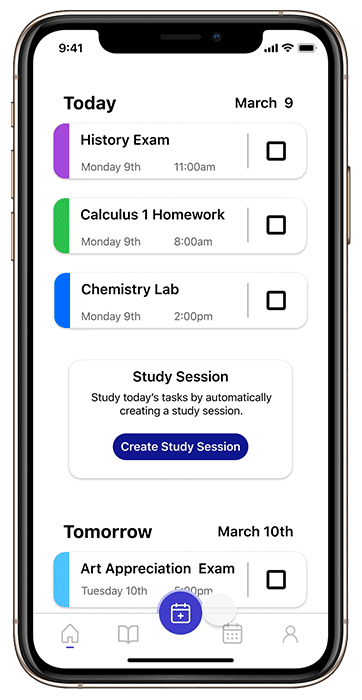 9:41
Today March 9
History Exam
Monday 9th 11:00am
Calculus 1 Homework
Monday 9th 8:00am
Chemistry Lab
Monday 9th 2:00pm
Study Session
Study today's tasks by automatically
creating a study session.
Create Study Session
Tomorrow March 10th
Art Appreciation Exam
Tuesday 10th 5:00pm